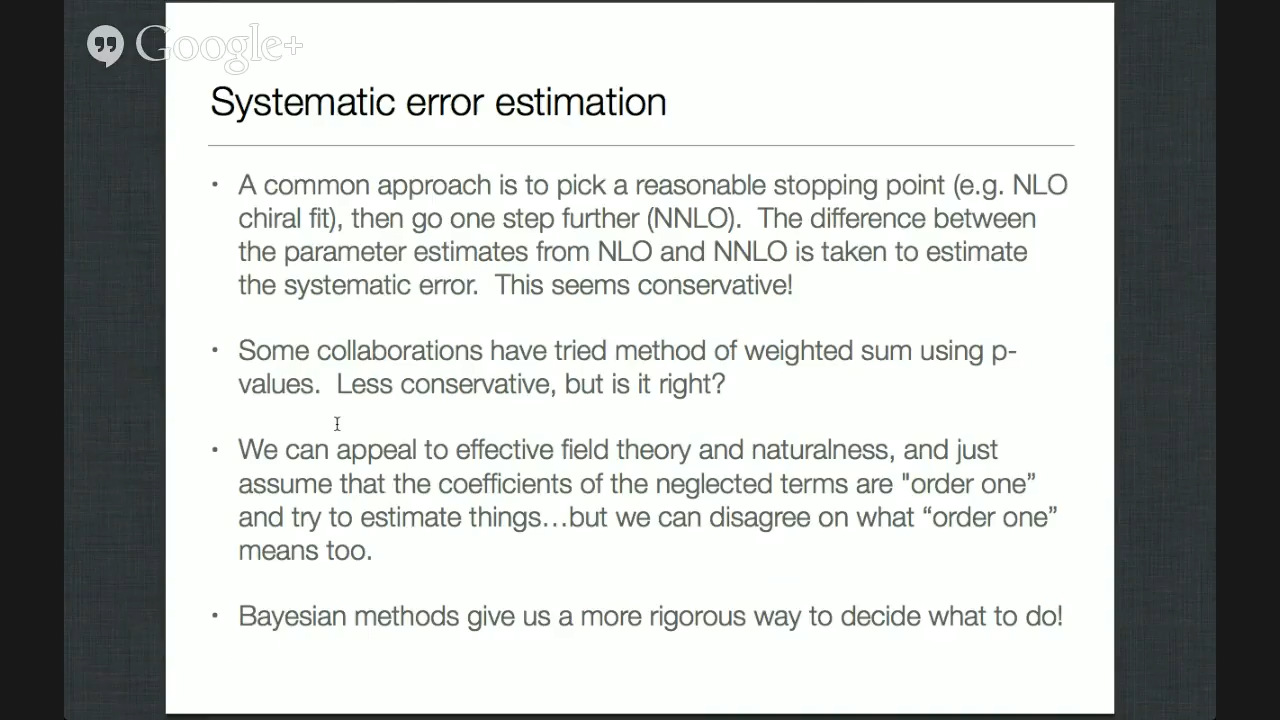 Google+
Systematic error estimation
• A common approach is to pick a reasonable stopping point (e.g. NLO
chiral fit), then go one step further (NNLO).  The difference between
the parameter estimates from NLO and NNLO is taken to estimate
the systematic error.  This seems conservative!
• Some collaborations have tried method of weighted sum using p-
values.  Less conservative, but is it right?
• We can appeal to effective field theory and naturalness, and just
assume that the coefficients of the neglected terms are "order one”
and try to estimate things…but we can disagree on what “order one”
means too.
• Bayesian methods give us a more rigorous way to decide what to do!